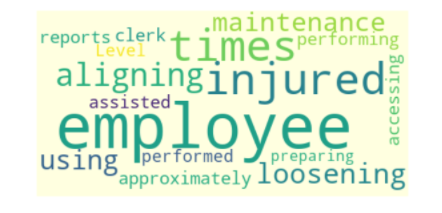 maintenance
reports clerk times performing
Level
aligning injured accessing
assisted
employee
using performed preparing
approximately loosening